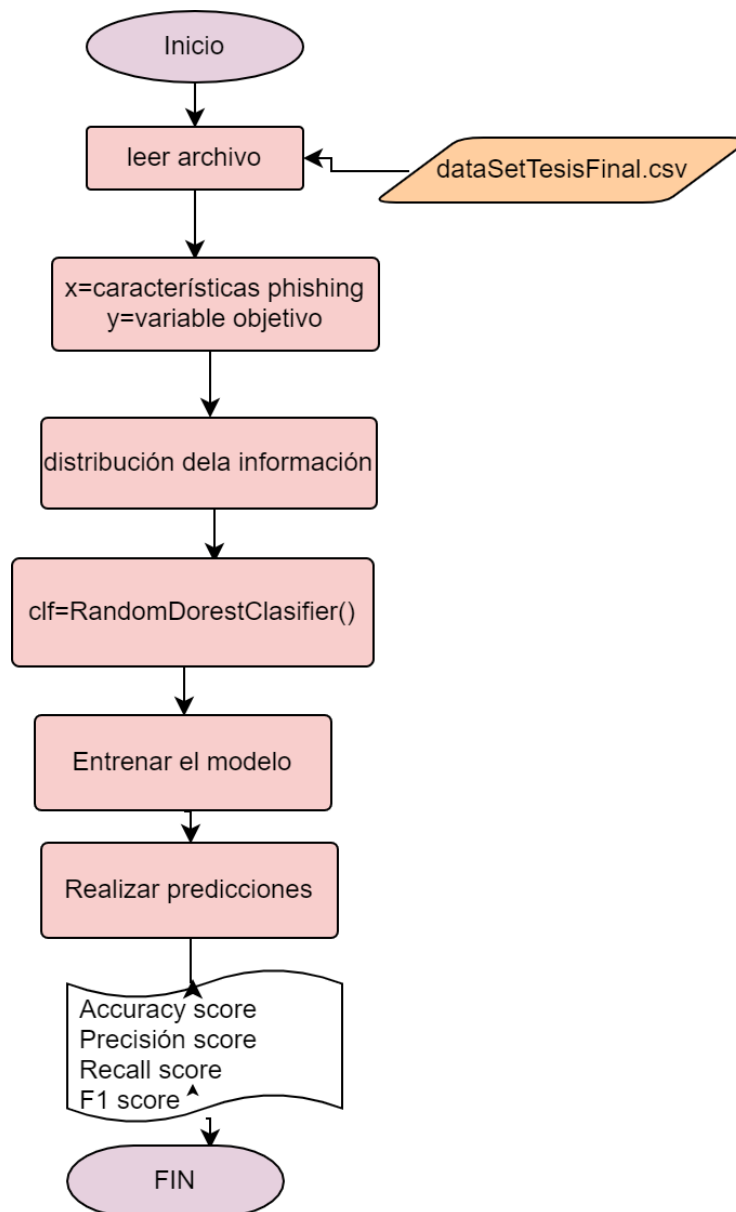 Inicio
leer archivo
dataSetTesisFinal.csv
x=características phishing
y=variable objetivo
distribución dela información
clf=RandomDorestClasifier()
Entrenar el modelo
Realizar predicciones
Accuracy score
Precisión score
Recall score
F1 score
FIN